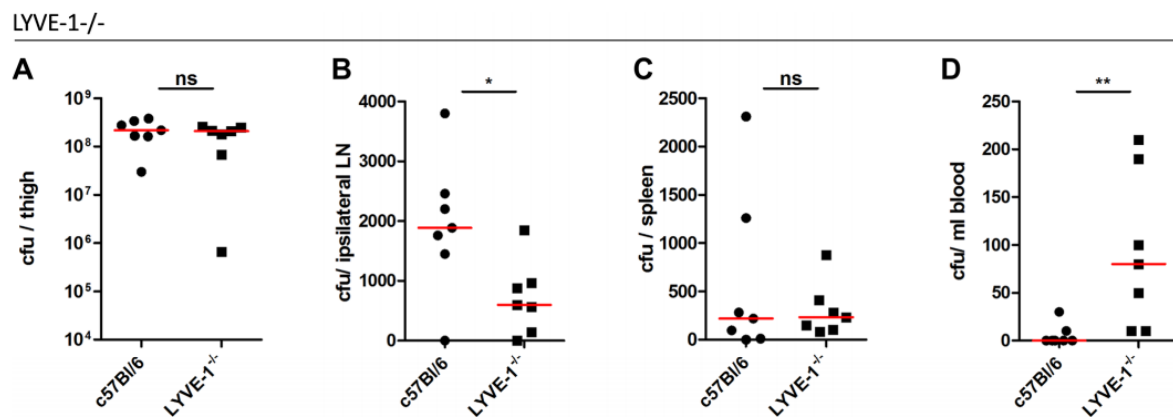 LYVE-1-/-
A
ns
cfu / thigh
10⁹
10⁸
10⁷
10⁶
10⁵
10⁴
c57Bl/6
LYVE-1⁻/⁻
B
*
cfu/ ipsilateral LN
4000
3000
2000
1000
0
c57Bl/6
LYVE-1⁻/⁻
C
ns
cfu / spleen
2500
2000
1500
1000
500
0
c57Bl/6
LYVE-1⁻/⁻
D
**
cfu/ ml blood
250
200
150
100
50
0
c57Bl/6
LYVE-1⁻/⁻